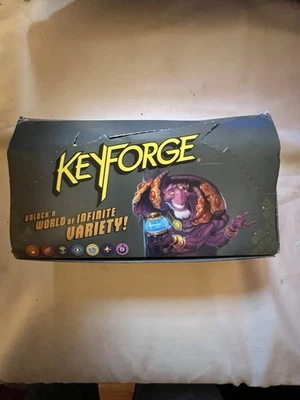 KEYFORGE
UNLOCK A
WORLD OF INFINITE
VARIETY!